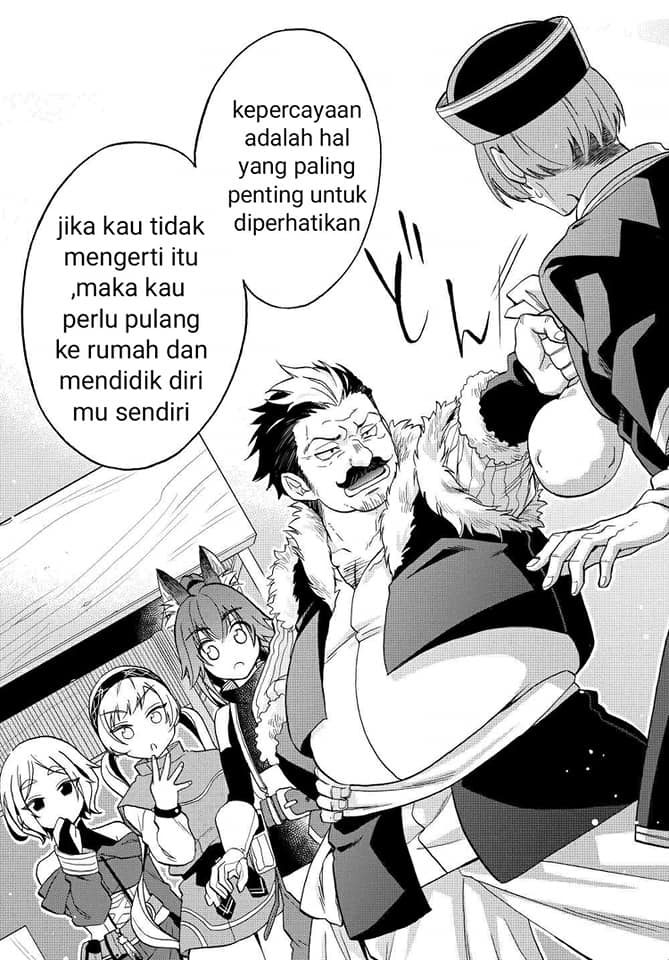 kepercayaan
adalah hal
yang paling
penting untuk
diperhatikan
jika kau tidak
mengerti itu
,maka kau
perlu pulang
ke rumah dan
mendidik diri
mu sendiri
どんっ